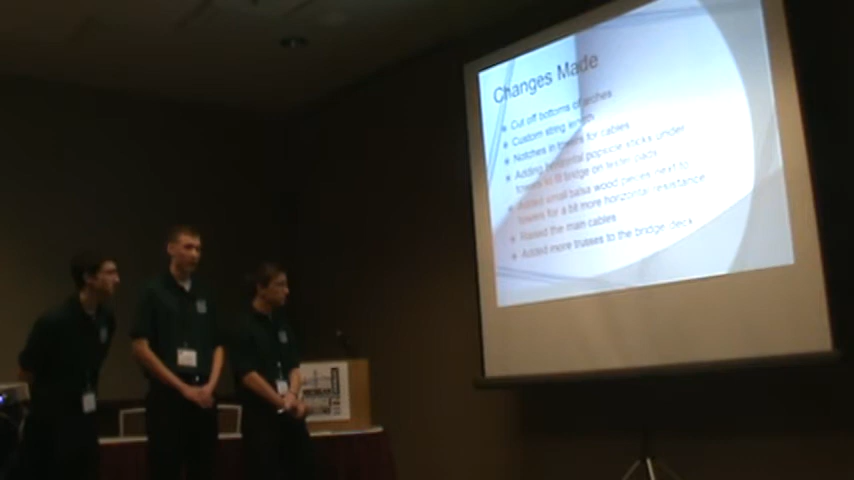 Changes Made
Cut off bottoms of arches
Custom string length
Notches in towers for cables
Adding horizontal popsicle sticks under
towers to fit bridge on testing pads
Added small balsa wood pieces next to
towers for a bit more horizontal resistance
Raised the main cables
Added more trusses to the bridge deck